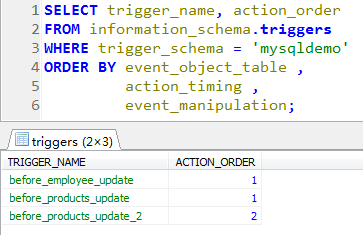 1 SELECT trigger_name, action_order
2 FROM information_schema.triggers
3 WHERE trigger_schema = 'mysqldemo'
4 ORDER BY event_object_table ,
5 action_timing ,
6 event_manipulation;
triggers (2×3)
TRIGGER_NAME ACTION_ORDER
before_employee_update 1
before_products_update 1
before_products_update_2 2